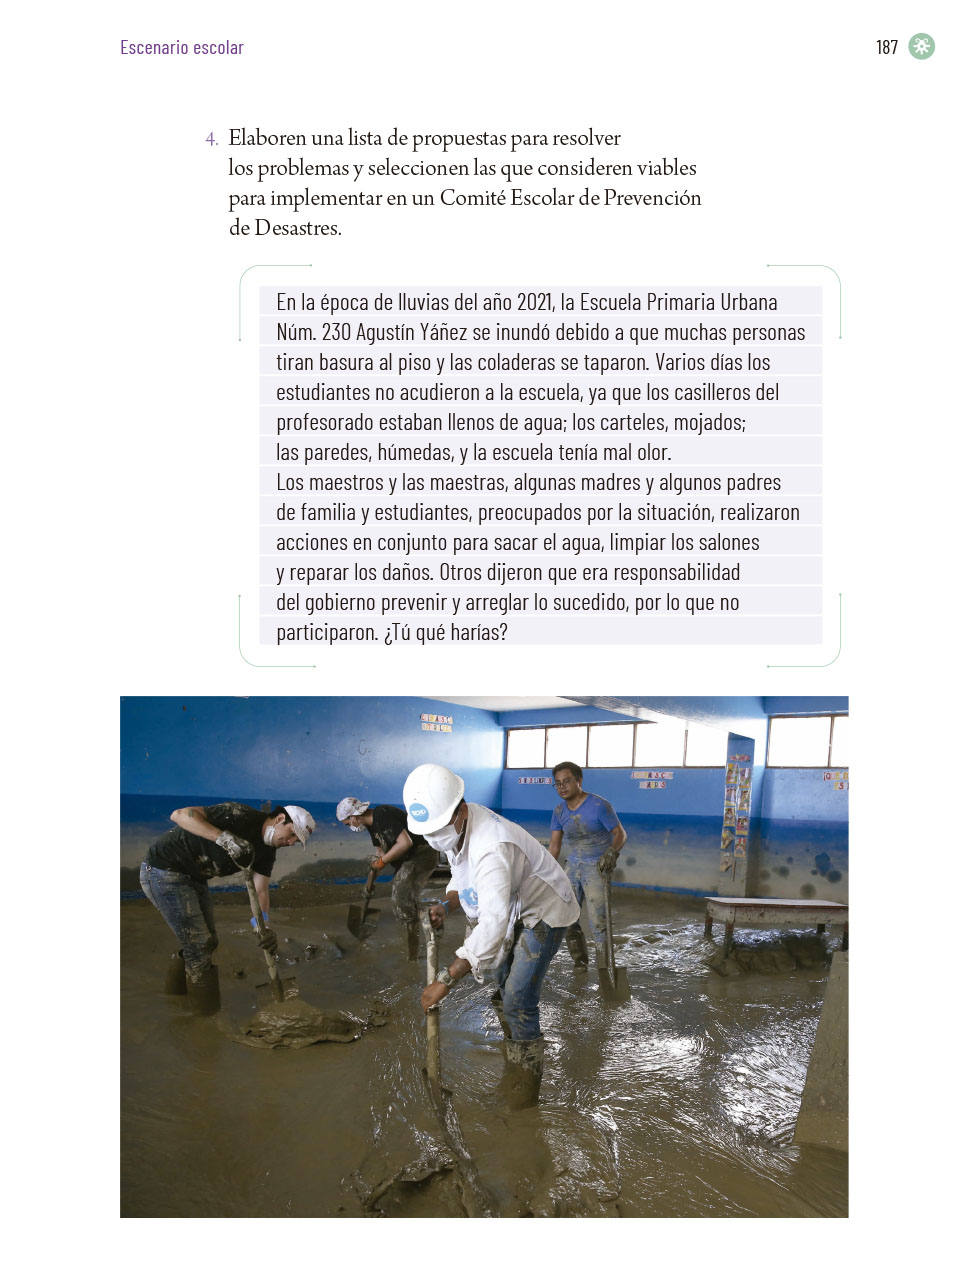 Escenario escolar
187
4. Elaboren una lista de propuestas para resolver
los problemas y seleccionen las que consideren viables
para implementar en un Comité Escolar de Prevención
de Desastres.
En la época de lluvias del año 2021, la Escuela Primaria Urbana
Núm. 230 Agustín Yáñez se inundó debido a que muchas personas
tiran basura al piso y las coladeras se taparon. Varios días los
estudiantes no acudieron a la escuela, ya que los casilleros del
profesorado estaban llenos de agua; los carteles, mojados;
las paredes, húmedas, y la escuela tenía mal olor.
Los maestros y las maestras, algunas madres y algunos padres
de familia y estudiantes, preocupados por la situación, realizaron
acciones en conjunto para sacar el agua, limpiar los salones
y reparar los daños. Otros dijeron que era responsabilidad
del gobierno prevenir y arreglar lo sucedido, por lo que no
participaron. ¿Tú qué harías?